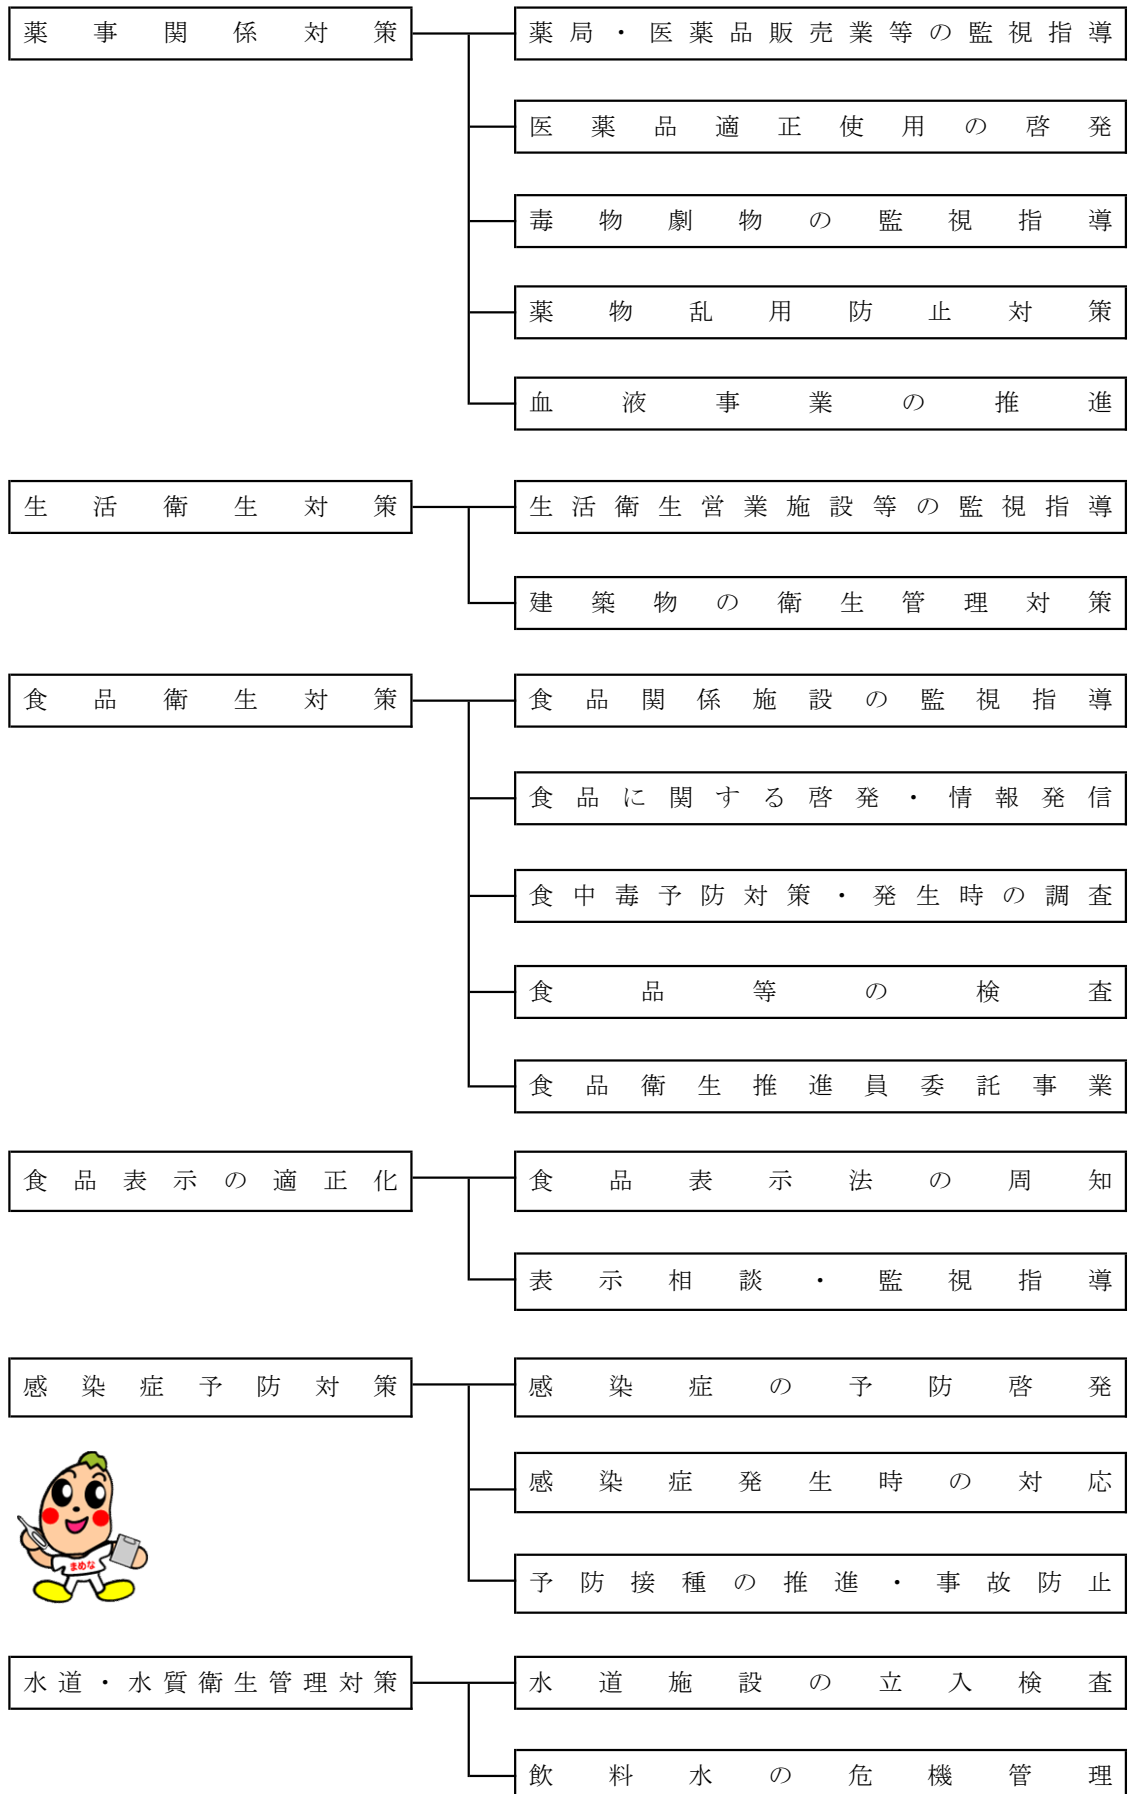 薬事関係対策
薬局・医薬品販売業等の監視指導
医薬品適正使用の啓発
毒物劇物の監視指導
薬物乱用防止対策
血液事業の推進
生活衛生対策
生活衛生営業施設等の監視指導
建築物の衛生管理対策
食品衛生対策
食品関係施設の監視指導
食品に関する啓発・情報発信
食中毒予防対策・発生時の調査
食品等の検査
食品衛生推進員委託事業
食品表示の適正化
食品表示法の周知
表示相談・監視指導
感染症予防対策
感染症の予防啓発
感染症発生時の対応
まめな
予防接種の推進・事故防止
水道・水質衛生管理対策
水道施設の立入検査
飲料水の危機管理